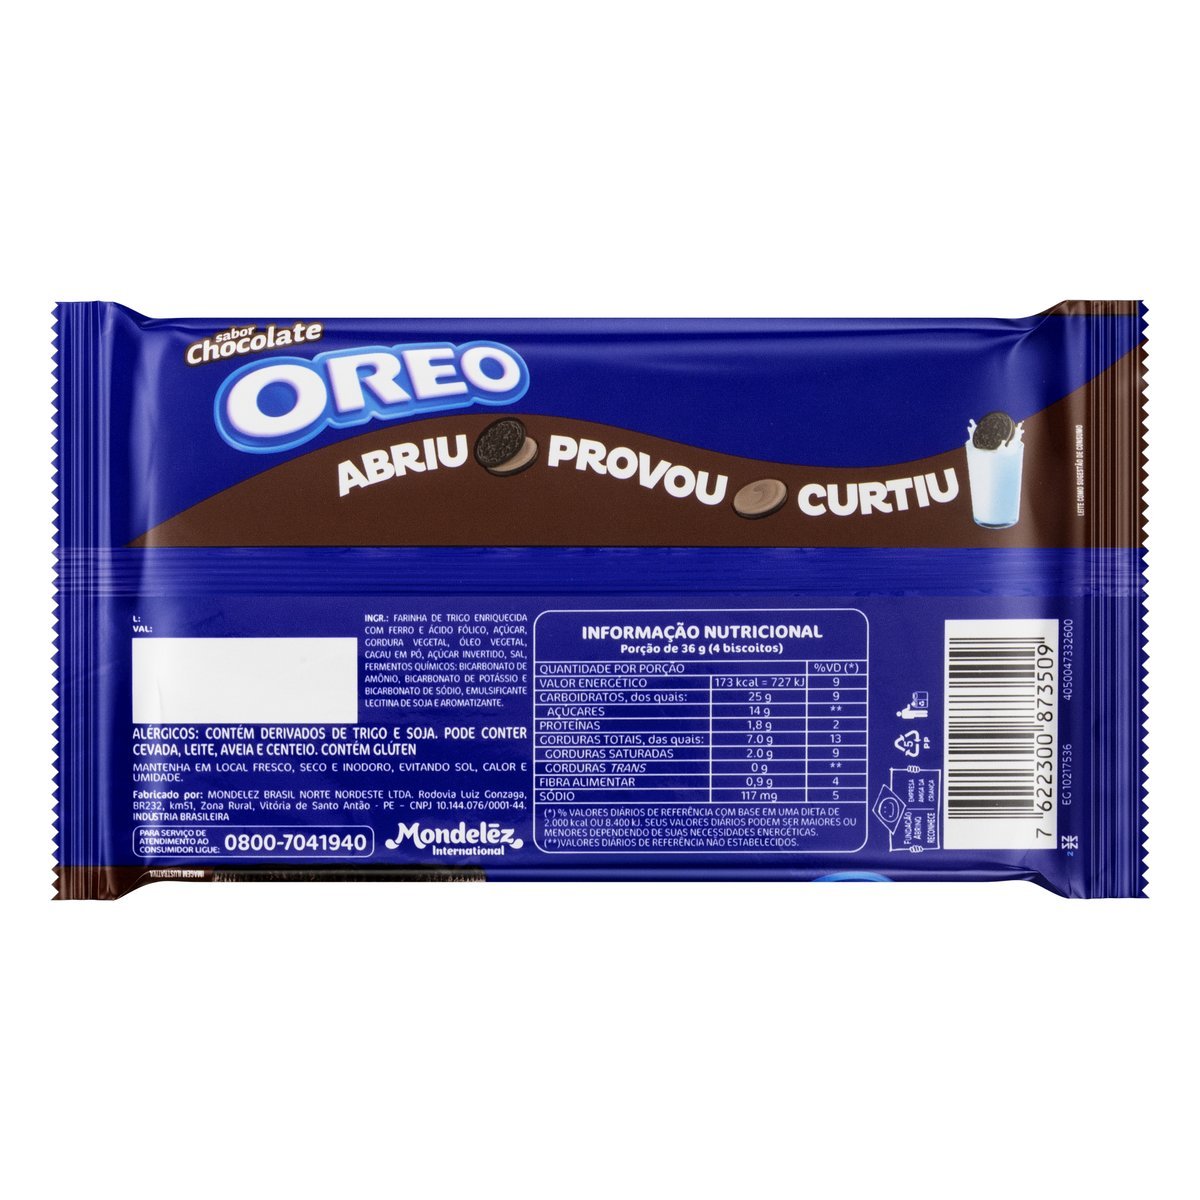 sabor
Chocolate
OREO
ABRIU PROVOU CURTIU
LEITE COMO SUGESTÃO DE CONSUMO
L:
VAL:
INGR.: FARINHA DE TRIGO ENRIQUECIDA
COM FERRO E ÁCIDO FÓLICO, AÇÚCAR,
GORDURA VEGETAL, ÓLEO VEGETAL,
CACAU EM PÓ, AÇÚCAR INVERTIDO, SAL,
FERMENTOS QUÍMICOS: BICARBONATO DE
AMÔNIO, BICARBONATO DE POTÁSSIO E
BICARBONATO DE SÓDIO, EMULSIFICANTE
LECITINA DE SOJA E AROMATIZANTE.
ALÉRGICOS: CONTÉM DERIVADOS DE TRIGO E SOJA. PODE CONTER
CEVADA, LEITE, AVEIA E CENTEIO. CONTÉM GLÚTEN
MANTENHA EM LOCAL FRESCO, SECO E INODORO, EVITANDO SOL, CALOR E
UMIDADE.
Fabricado por: MONDELEZ BRASIL NORTE NORDESTE LTDA. Rodovia Luiz Gonzaga,
BR232, km51, Zona Rural, Vitória de Santo Antão - PE - CNPJ 10.144.076/0001-44.
INDÚSTRIA BRASILEIRA
PARA SERVIÇO DE
ATENDIMENTO AO
CONSUMIDOR LIGUE:
0800-7041940
Mondelēz
International
IMAGEM ILUSTRATIVA
INFORMAÇÃO NUTRICIONAL
Porção de 36 g (4 biscoitos)
QUANTIDADE POR PORÇÃO %VD (*)
VALOR ENERGÉTICO 173 kcal = 727 kJ 9
CARBOIDRATOS, dos quais: 25 g 9
AÇÚCARES 14 g **
PROTEÍNAS 1,8 g 2
GORDURAS TOTAIS, das quais: 7.0 g 13
GORDURAS SATURADAS 2.0 g 9
GORDURAS TRANS 0 g **
FIBRA ALIMENTAR 0,9 g 4
SÓDIO 117 mg 5
(*) % VALORES DIÁRIOS DE REFERÊNCIA COM BASE EM UMA DIETA DE
2.000 kcal OU 8.400 kJ. SEUS VALORES DIÁRIOS PODEM SER MAIORES OU
MENORES DEPENDENDO DE SUAS NECESSIDADES ENERGÉTICAS.
(**)VALORES DIÁRIOS DE REFERÊNCIA NÃO ESTABELECIDOS.
5
PP
EMPRESA
AMIGA DA
CRIANÇA
FUNDAÇÃO
ABRINQ
RECONHECE
7 622300 873509
4050047332600
EG 10217536